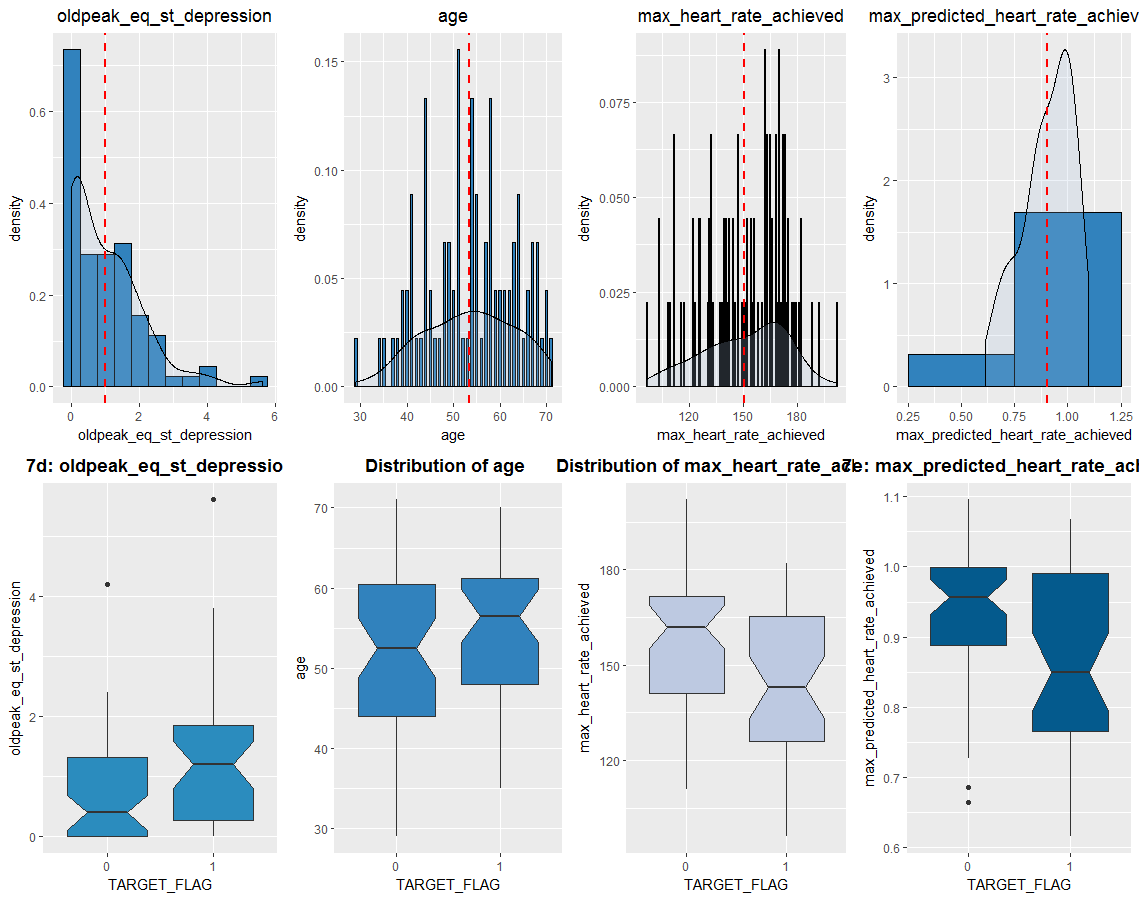 oldpeak_eq_st_depression
age
max_heart_rate_achieved
max_predicted_heart_rate_achiev
density
0.6
0.4
0.2
0.0
0
2
4
6
oldpeak_eq_st_depression
density
0.15
0.10
0.05
0.00
30
40
50
60
70
age
density
0.075
0.050
0.025
0.000
120
150
180
max_heart_rate_achieved
density
3
2
1
0
0.25
0.50
0.75
1.00
1.25
max_predicted_heart_rate_achieved
7d: oldpeak_eq_st_depressio
Distribution of age
Distribution of max_heart_rate_ac
7e: max_predicted_heart_rate_ach
oldpeak_eq_st_depression
4
2
0
0
1
TARGET_FLAG
age
70
60
50
40
30
0
1
TARGET_FLAG
max_heart_rate_achieved
180
150
120
0
1
TARGET_FLAG
max_predicted_heart_rate_achieved
1.1
1.0
0.9
0.8
0.7
0.6
0
1
TARGET_FLAG